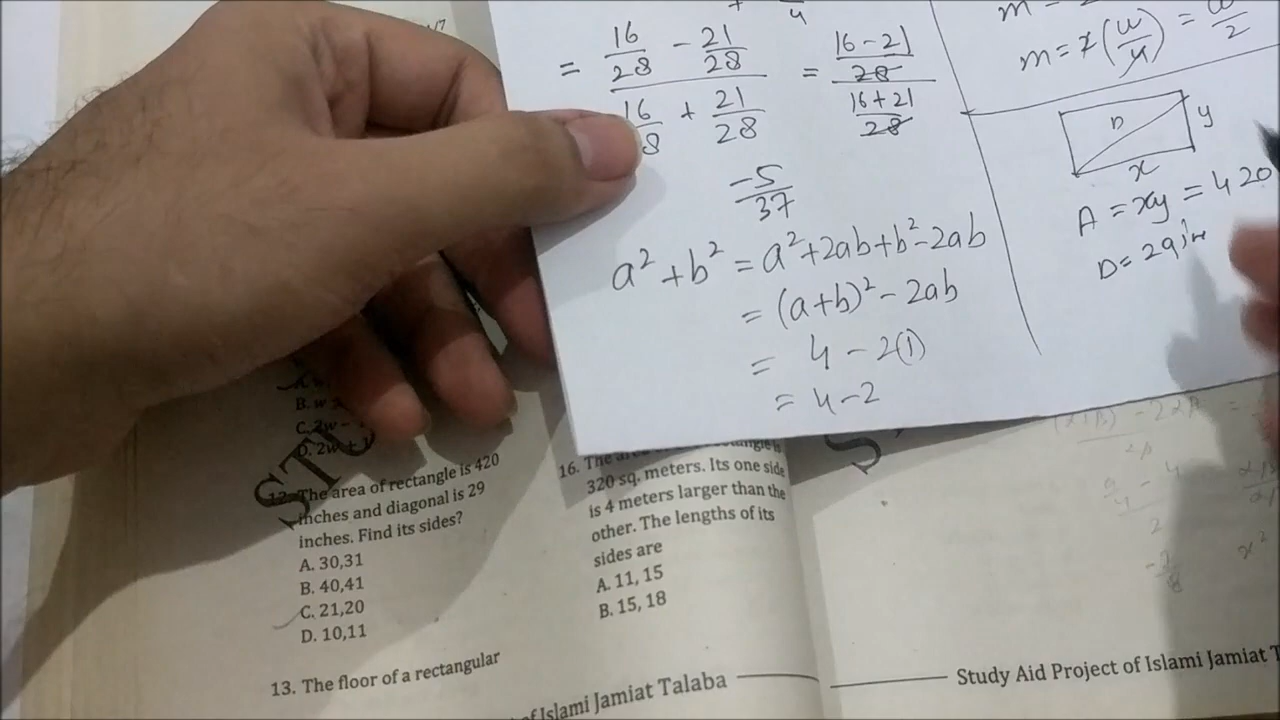 = 16/28 - 21/28 = 16-21/28
16/8 + 21/28 16+21/28
-5/37
a² + b² = a² + 2ab + b² - 2ab
= (a+b)² - 2ab
= 4 - 2(1)
= 4 - 2
m =
m = x(w/4) = w/2
D y
x
A = xy = 420
D = 29in
B. w
C. 2w -
D. 2w + 1
12. The area of rectangle is 420
inches and diagonal is 29
inches. Find its sides?
A. 30,31
B. 40,41
C. 21,20
D. 10,11
13. The floor of a rectangular
16. The
320 sq. meters. Its one side
is 4 meters larger than the
other. The lengths of its
sides are
A. 11, 15
B. 15, 18
of Islami Jamiat Talaba
Study Aid Project of Islami Jamiat T